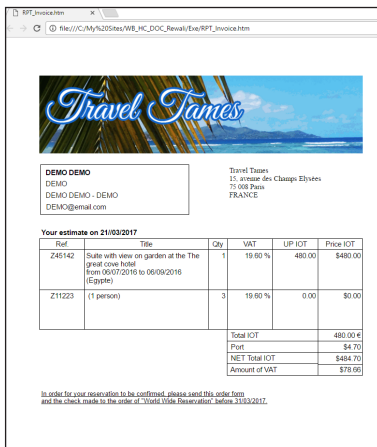 RPT_Invoice.htm
file:///C:/My%20Sites/WB_HC_DOC_Rewali/Exe/RPT_Invoice.htm
Travel Tames
DEMO DEMO
DEMO
DEMO DEMO - DEMO
DEMO@email.com
Travel Tames
15, avenue des Champs Elysées
75 008 Paris
FRANCE
Your estimate on 21//03/2017
Ref. Title Qty VAT UP IOT Price IOT
Z45142 Suite with view on garden at the The 1 19.60 % 480.00 $480.00
great cove hotel
from 06/07/2016 to 06/09/2016
(Egypte)
Z11223 (1 person) 3 19.60 % 0.00 $0.00
Total IOT 480.00 €
Port $4.70
NET Total IOT $484.70
Amount of VAT $78.66
In order for your reservation to be confirmed, please send this order form
and the check made to the order of "World Wide Reservation" before 31/03/2017.